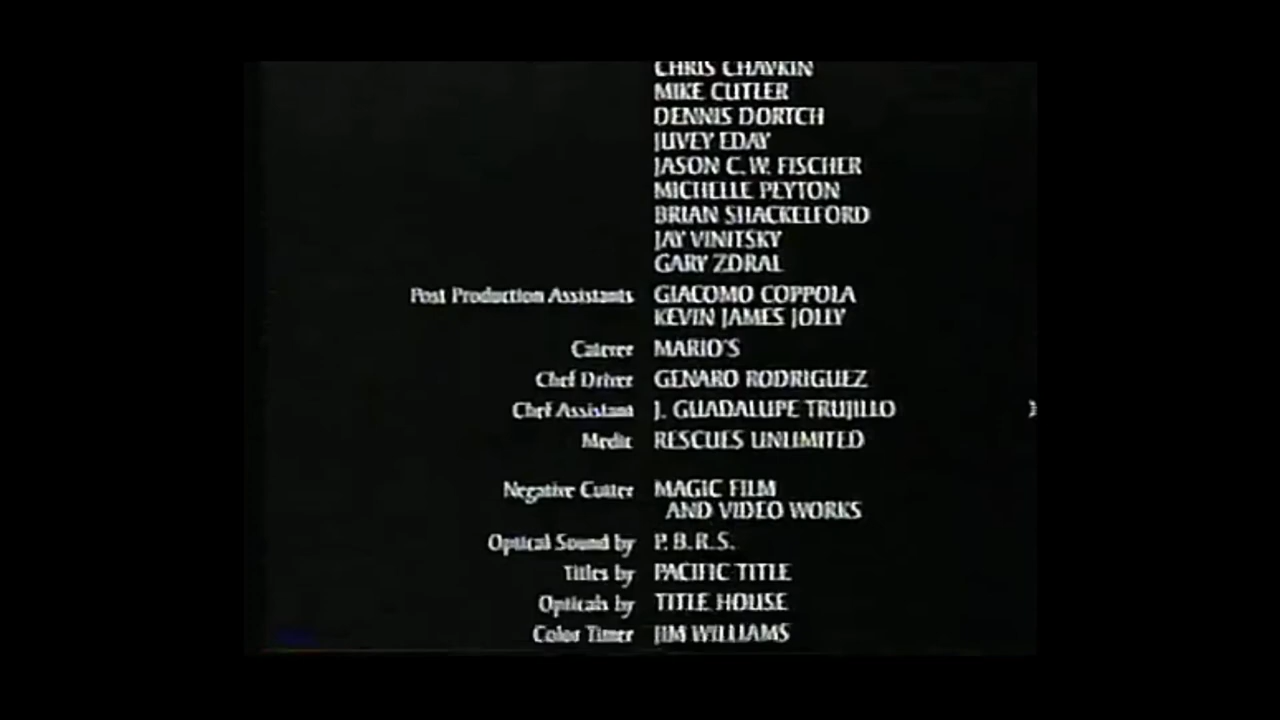 CHRIS CHAYKIN
MIKE CUTLER
DENNIS DORTCH
JUVEY EDAY
JASON C. W. FISCHER
MICHELLE PEYTON
BRIAN SHACKELFORD
JAY VINITSKY
GARY ZDRAL
Post Production Assistants GIACOMO COPPOLA
KEVIN JAMES JOLLY
Caterer MARIO'S
Chef Driver GENARO RODRIGUEZ
Chef Assistant J. GUADALUPE TRUJILLO
Medic RESCUES UNLIMITED
Negative Cutter MAGIC FILM
AND VIDEO WORKS
Optical Sound by P.B.R.S.
Titles by PACIFIC TITLE
Opticals by TITLE HOUSE
Color Timer JIM WILLIAMS